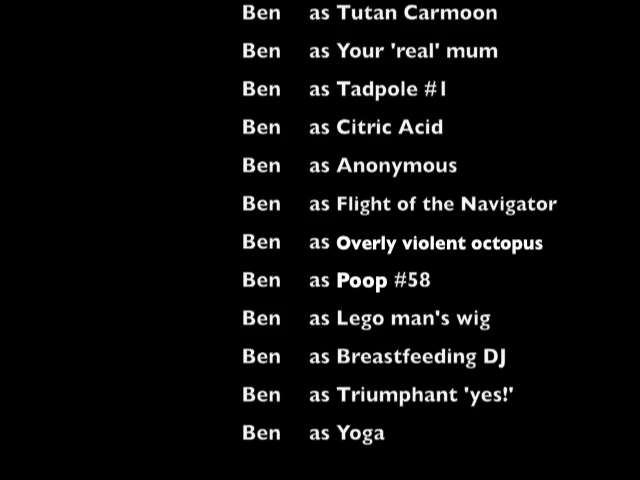 Ben as Tutan Carmoon
Ben as Your 'real' mum
Ben as Tadpole #1
Ben as Citric Acid
Ben as Anonymous
Ben as Flight of the Navigator
Ben as Overly violent octopus
Ben as Poop #58
Ben as Lego man's wig
Ben as Breastfeeding DJ
Ben as Triumphant 'yes!'
Ben as Yoga